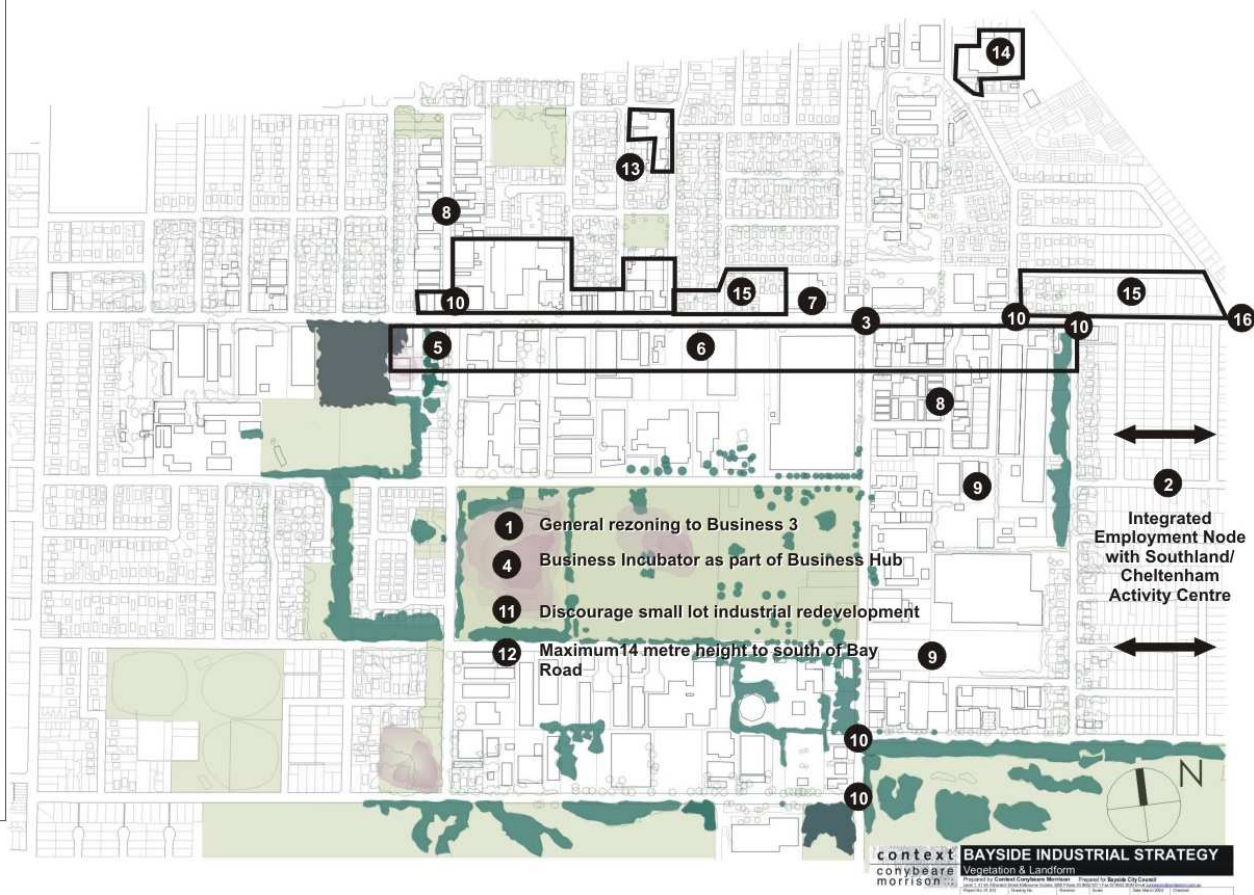 14
13
8
10
15
7
3
10
15
10
16
5
6
8
9
2
Integrated
Employment Node
with Southland/
Cheltenham
Activity Centre
1 General rezoning to Business 3
4 Business Incubator as part of Business Hub
11 Discourage small lot industrial redevelopment
12 Maximum14 metre height to south of Bay
Road
9
10
10
N
context
conybeare
morrison
BAYSIDE INDUSTRIAL STRATEGY
Vegetation & Landform
Prepared by Context Conybeare Morrison Prepared for Bayside City Council